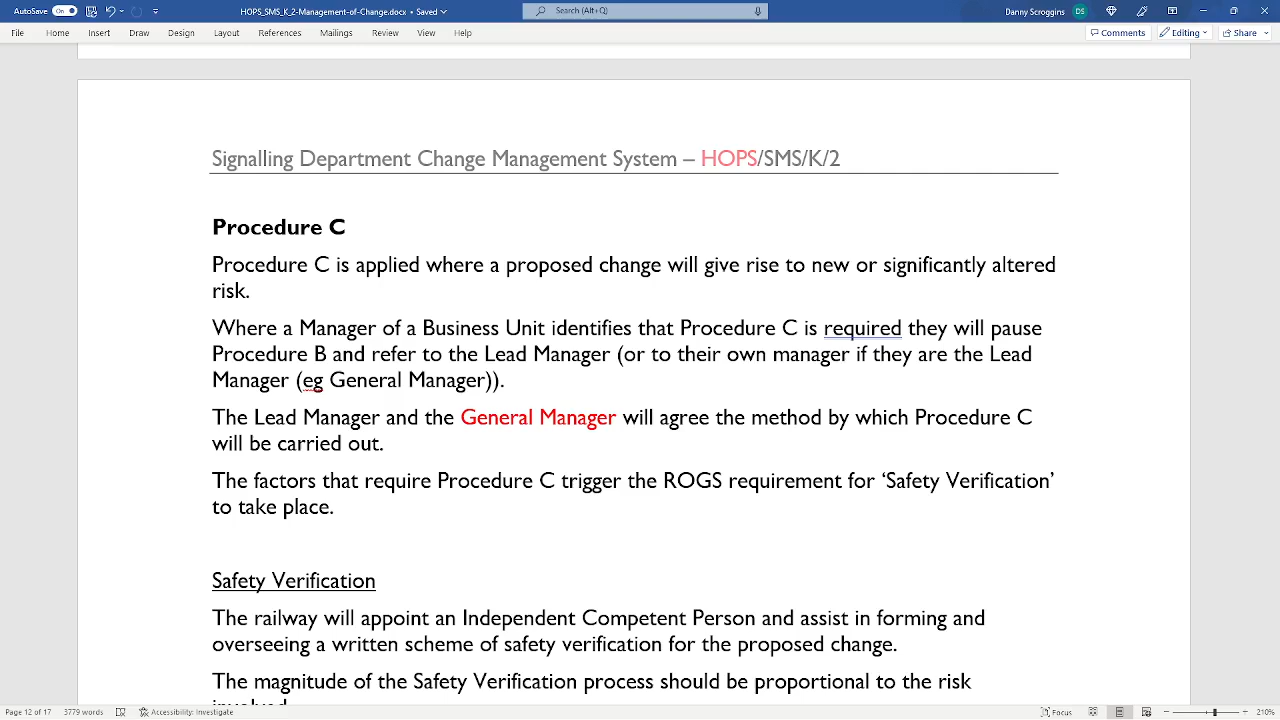 AutoSave On HOPS_SMS_K_2-Management-of-Change.docx • Saved Search (Alt+Q) Danny Scroggins DS
File Home Insert Draw Design Layout References Mailings Review View Help Comments Editing Share
Signalling Department Change Management System – HOPS/SMS/K/2
Procedure C
Procedure C is applied where a proposed change will give rise to new or significantly altered
risk.
Where a Manager of a Business Unit identifies that Procedure C is required they will pause
Procedure B and refer to the Lead Manager (or to their own manager if they are the Lead
Manager (eg General Manager)).
The Lead Manager and the General Manager will agree the method by which Procedure C
will be carried out.
The factors that require Procedure C trigger the ROGS requirement for ‘Safety Verification’
to take place.
Safety Verification
The railway will appoint an Independent Competent Person and assist in forming and
overseeing a written scheme of safety verification for the proposed change.
The magnitude of the Safety Verification process should be proportional to the risk
involved.
Page 12 of 17 3779 words Accessibility: Investigate Focus 210%